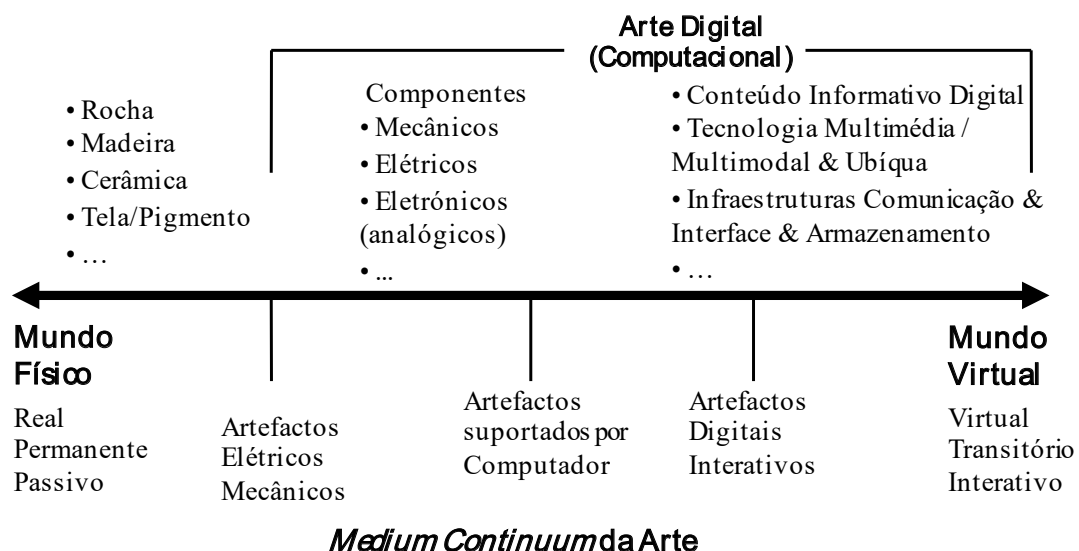 Arte Digital
(Computacional)
• Rocha
• Madeira
• Cerâmica
• Tela/Pigmento
• …
Componentes
• Mecânicos
• Elétricos
• Eletrónicos
(analógicos)
• ...
• Conteúdo Informativo Digital
• Tecnologia Multimédia /
Multimodal & Ubíqua
• Infraestruturas Comunicação &
Interface & Armazenamento
• …
Mundo
Físico
Real
Permanente
Passivo
Artefactos
Elétricos
Mecânicos
Artefactos
suportados por
Computador
Artefactos
Digitais
Interativos
Mundo
Virtual
Virtual
Transitório
Interativo
Medium Continuum da Arte